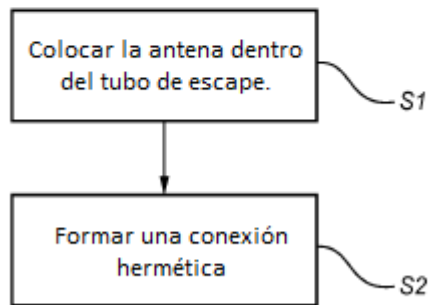 Colocar la antena dentro
del tubo de escape.
S1
Formar una conexión
hermética
S2